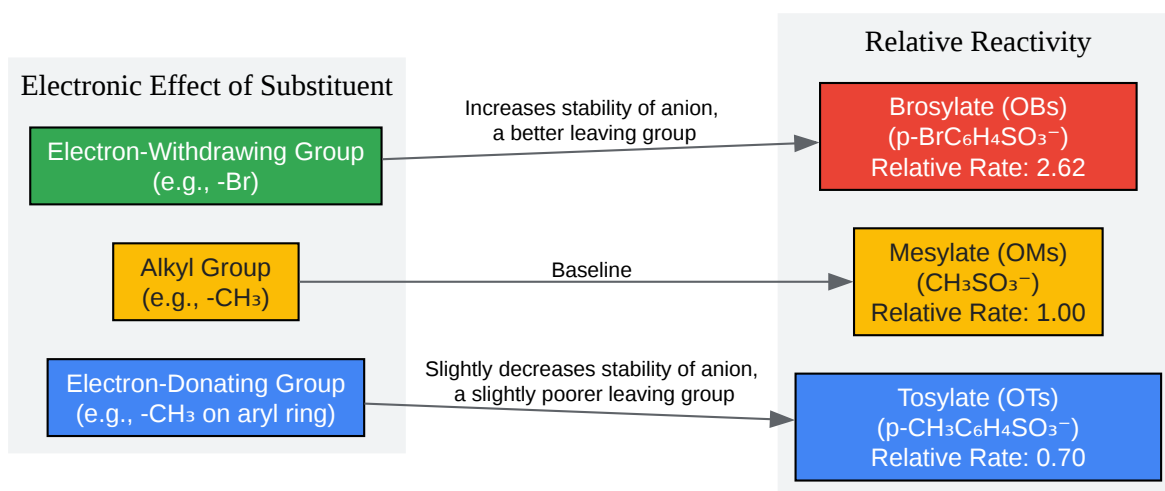 Electronic Effect of Substituent
Electron-Withdrawing Group
(e.g., -Br)
Alkyl Group
(e.g., -CH₃)
Electron-Donating Group
(e.g., -CH₃ on aryl ring)
Increases stability of anion,
a better leaving group
Baseline
Slightly decreases stability of anion,
a slightly poorer leaving group
Relative Reactivity
Brosylate (OBs)
(p-BrC₆H₄SO₃⁻)
Relative Rate: 2.62
Mesylate (OMs)
(CH₃SO₃⁻)
Relative Rate: 1.00
Tosylate (OTs)
(p-CH₃C₆H₄SO₃⁻)
Relative Rate: 0.70